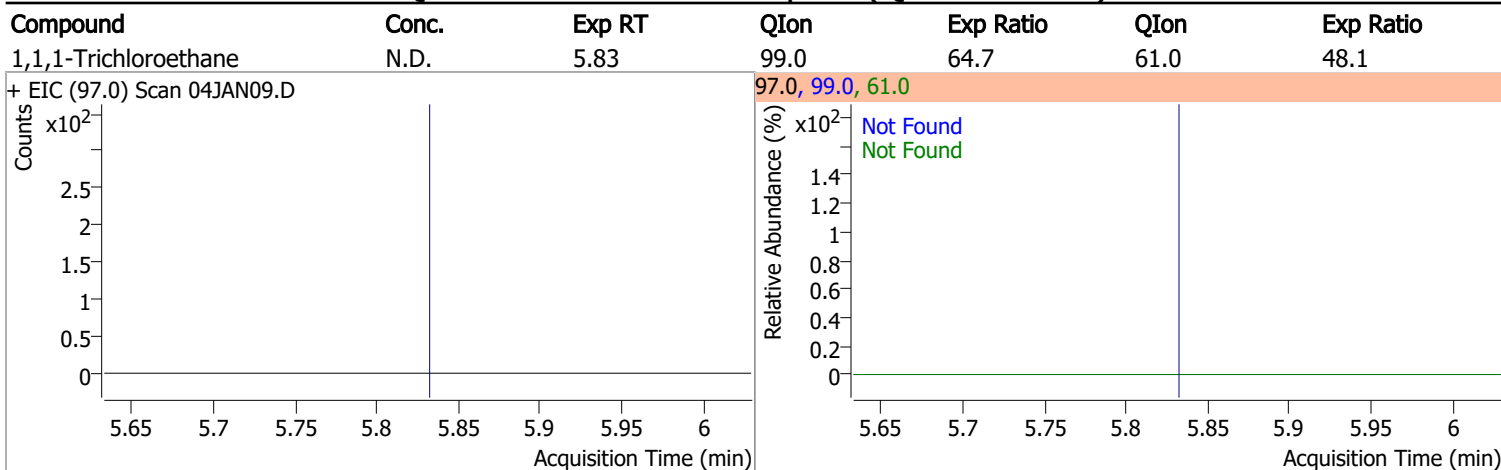 Compound Conc. Exp RT QIon Exp Ratio QIon Exp Ratio
1,1,1-Trichloroethane N.D. 5.83 99.0 64.7 61.0 48.1
+ EIC (97.0) Scan 04JAN09.D
Counts
x10²
2.5
2
1.5
1
0.5
0
5.65 5.7 5.75 5.8 5.85 5.9 5.95 6
Acquisition Time (min)
97.0, 99.0, 61.0
Relative Abundance (%)
x10²
Not Found
Not Found
1.4
1.2
1
0.8
0.6
0.4
0.2
0
5.65 5.7 5.75 5.8 5.85 5.9 5.95 6
Acquisition Time (min)